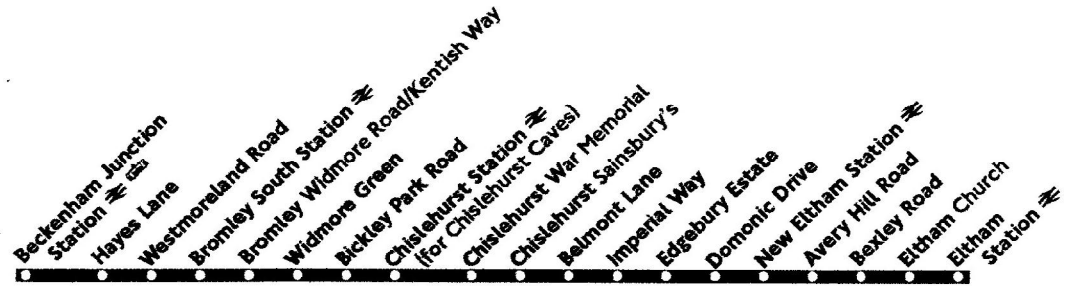 Beckenham Junction
Station
Hayes Lane
Westmoreland Road
Bromley South Station
Bromley Widmore Road/Kentish Way
Widmore Green
Bickley Park Road
Chislehurst Station
(for Chislehurst Caves)
Chislehurst War Memorial
Chislehurst Sainsbury's
Belmont Lane
Imperial Way
Edgebury Estate
Domonic Drive
New Eltham Station
Avery Hill Road
Bexley Road
Eltham Church
Eltham
Station